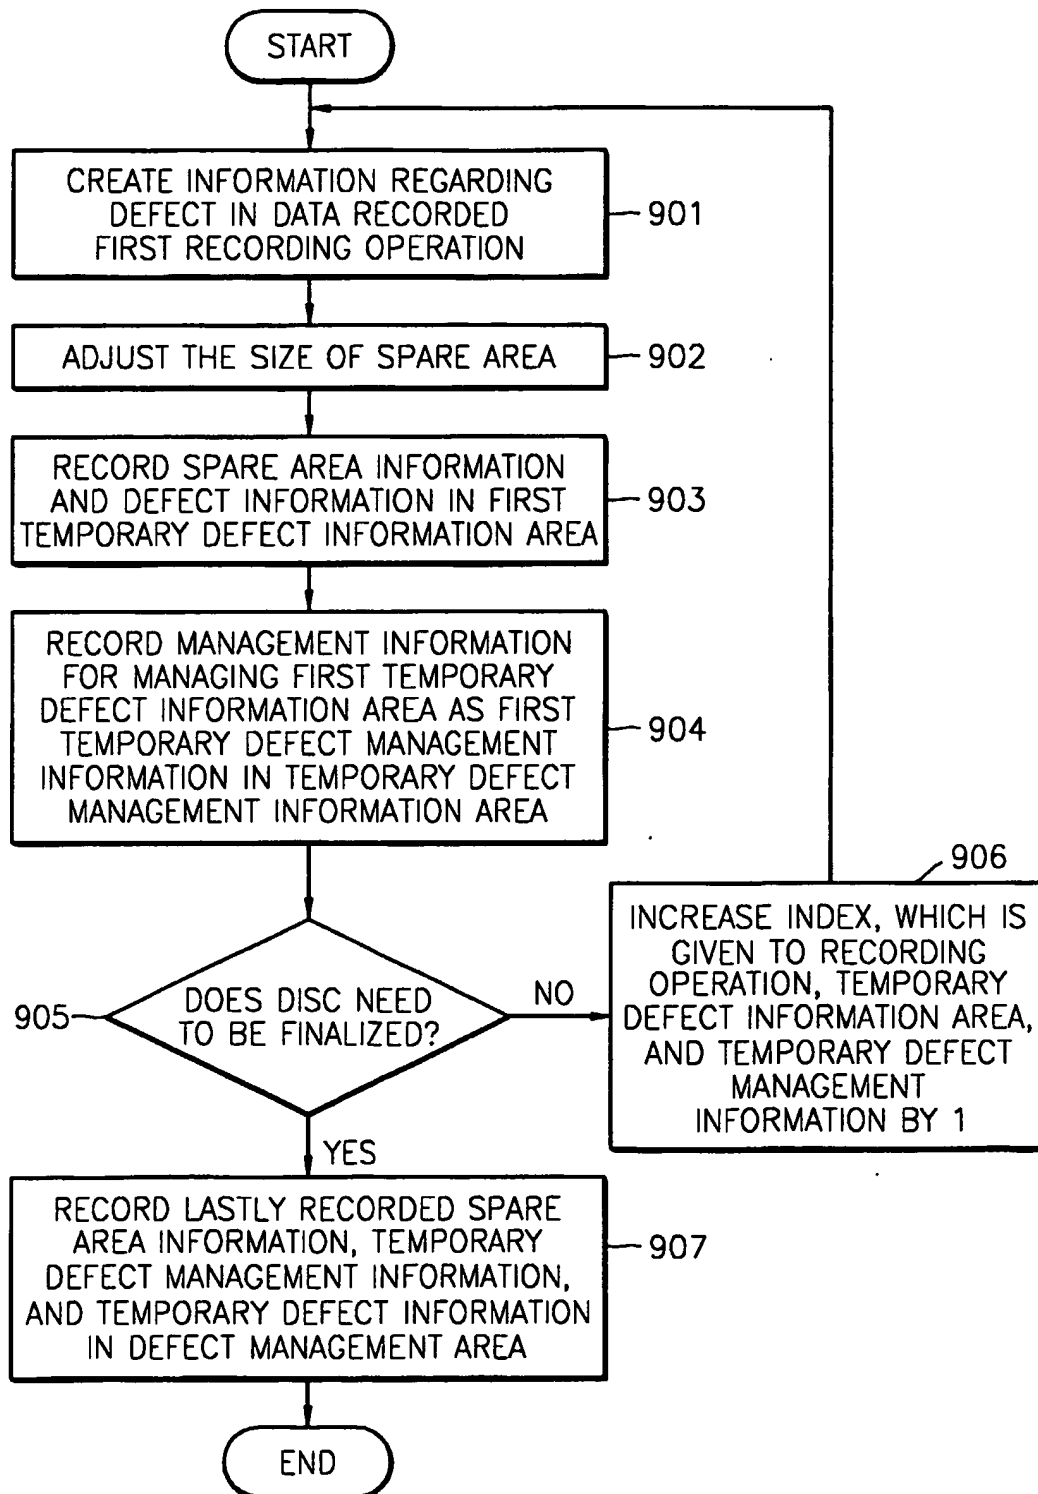 START
CREATE INFORMATION REGARDING
DEFECT IN DATA RECORDED
FIRST RECORDING OPERATION
901
ADJUST THE SIZE OF SPARE AREA
902
RECORD SPARE AREA INFORMATION
AND DEFECT INFORMATION IN FIRST
TEMPORARY DEFECT INFORMATION AREA
903
RECORD MANAGEMENT INFORMATION
FOR MANAGING FIRST TEMPORARY
DEFECT INFORMATION AREA AS FIRST
TEMPORARY DEFECT MANAGEMENT
INFORMATION IN TEMPORARY DEFECT
MANAGEMENT INFORMATION AREA
904
905
DOES DISC NEED
TO BE FINALIZED?
NO
906
INCREASE INDEX, WHICH IS
GIVEN TO RECORDING
OPERATION, TEMPORARY
DEFECT INFORMATION AREA,
AND TEMPORARY DEFECT
MANAGEMENT
INFORMATION BY 1
YES
RECORD LASTLY RECORDED SPARE
AREA INFORMATION, TEMPORARY
DEFECT MANAGEMENT INFORMATION,
AND TEMPORARY DEFECT INFORMATION
IN DEFECT MANAGEMENT AREA
907
END